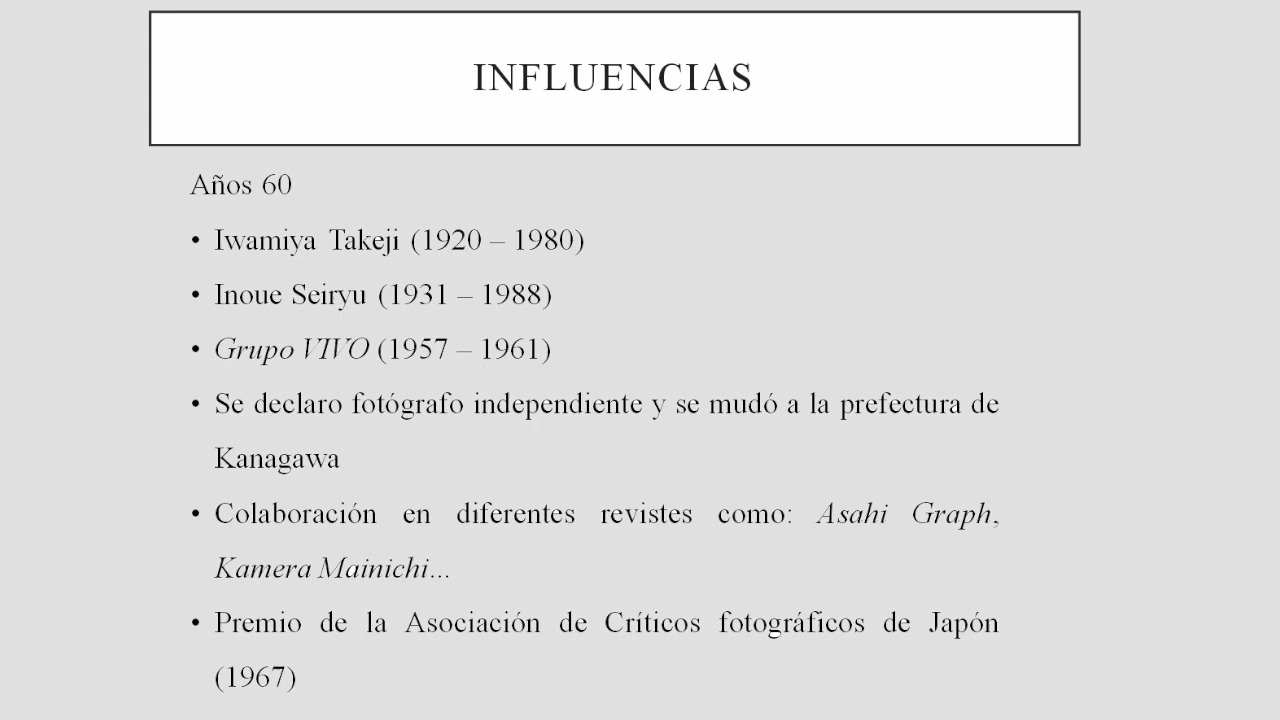 INFLUENCIAS
Años 60
• Iwamiya Takeji (1920 – 1980)
• Inoue Seiryu (1931 – 1988)
• Grupo VIVO (1957 – 1961)
• Se declaro fotógrafo independiente y se mudó a la prefectura de
Kanagawa
• Colaboración en diferentes revistes como: Asahi Graph,
Kamera Mainichi...
• Premio de la Asociación de Críticos fotográficos de Japón
(1967)